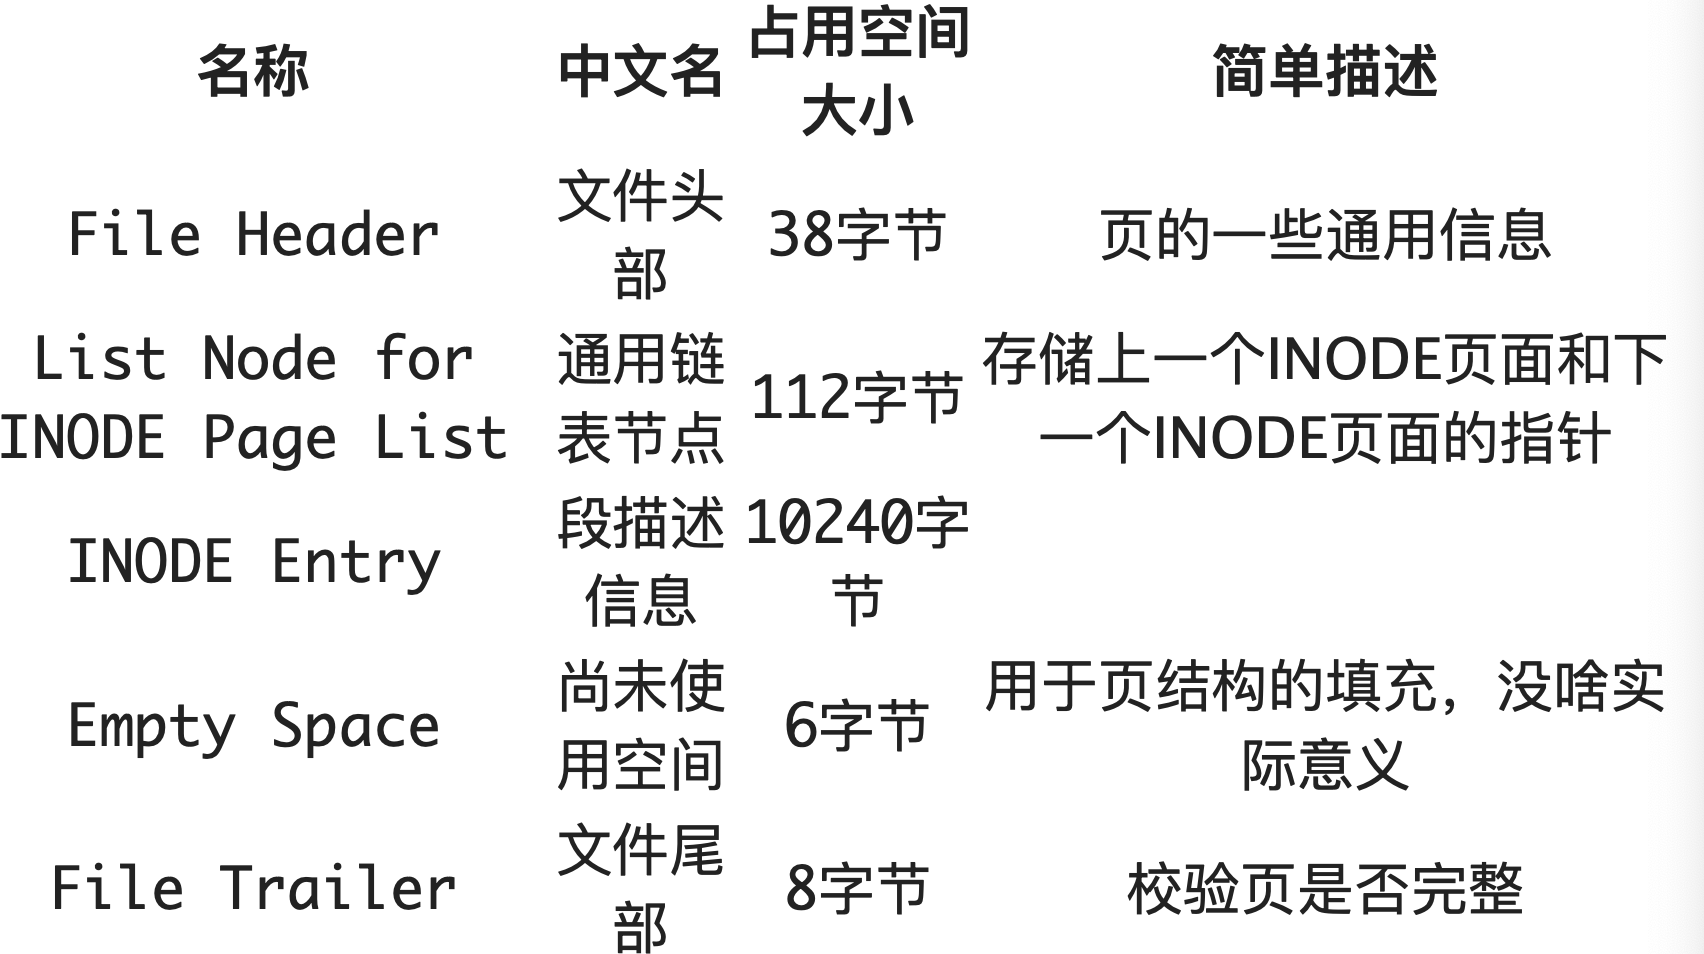 名称 中文名 占用空间大小 简单描述
File Header 文件头部 38字节 页的一些通用信息
List Node for INODE Page List 通用链表节点 112字节 存储上一个INODE页面和下一个INODE页面的指针
INODE Entry 段描述信息 10240字节
Empty Space 尚未使用空间 6字节 用于页结构的填充，没啥实际意义
File Trailer 文件尾部 8字节 校验页是否完整